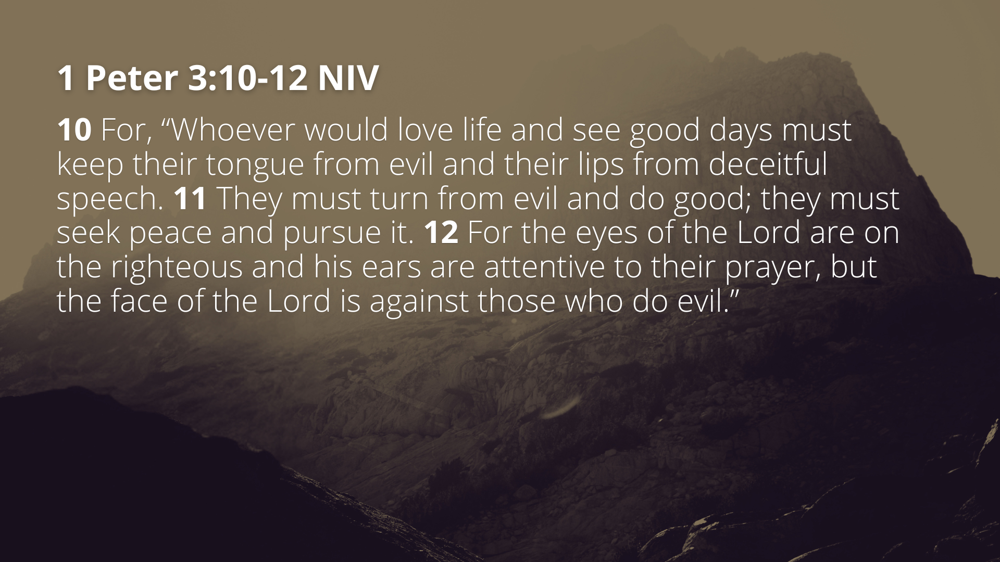 1 Peter 3:10-12 NIV
10 For, “Whoever would love life and see good days must
keep their tongue from evil and their lips from deceitful
speech. 11 They must turn from evil and do good; they must
seek peace and pursue it. 12 For the eyes of the Lord are on
the righteous and his ears are attentive to their prayer, but
the face of the Lord is against those who do evil.”